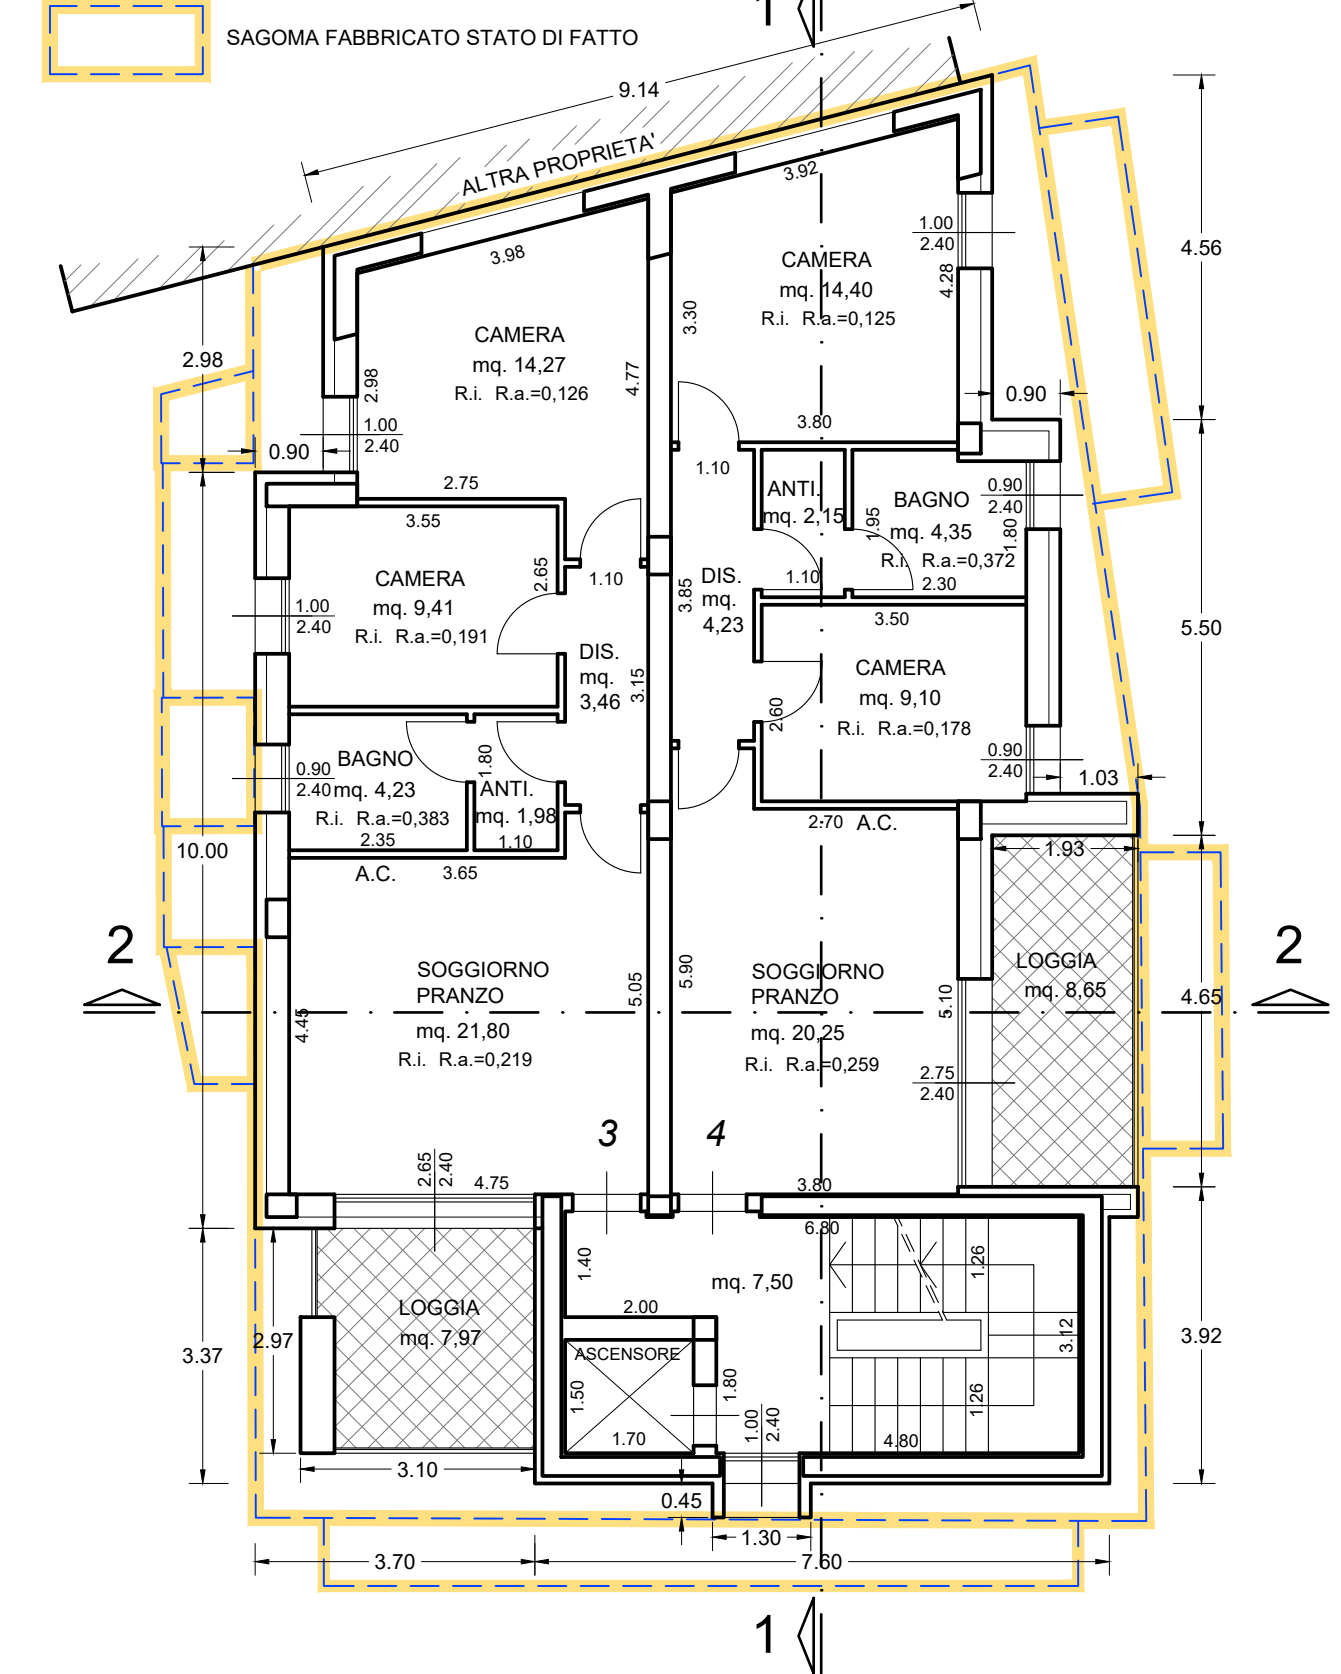 1
SAGOMA FABBRICATO STATO DI FATTO
9.14
ALTRA PROPRIETA'
3.92
3.98
1.00
2.40
4.56
CAMERA
mq. 14,40
R.i. R.a.=0,125
4.28
3.30
CAMERA
mq. 14,27
R.i. R.a.=0,126
2.98
2.98
4.77
0.90
1.00
2.40
0.90
3.80
1.10
2.75
3.55
ANTI.
mq. 2,15
BAGNO
mq. 4,35
R.i. R.a.=0,372
1.95
0.90
2.40
1.80
2.30
1.10
CAMERA
mq. 9,41
R.i. R.a.=0,191
2.65
1.10
1.00
2.40
DIS.
mq.
4,23
3.85
3.50
5.50
DIS.
mq.
3,46
3.15
CAMERA
mq. 9,10
R.i. R.a.=0,178
2.60
0.90
2.40
1.03
BAGNO
mq. 4,23
R.i. R.a.=0,383
0.90
2.40
2.35
1.80
ANTI.
mq. 1,98
1.10
2.70
A.C.
1.93
10.00
A.C.
3.65
2
2
SOGGIORNO
PRANZO
mq. 21,80
R.i. R.a.=0,219
4.45
5.05
5.90
SOGGIORNO
PRANZO
mq. 20,25
R.i. R.a.=0,259
5.10
LOGGIA
mq. 8,65
4.65
2.75
2.40
3
4
2.65
2.40
4.75
3.80
6.80
1.40
mq. 7,50
1.26
2.00
LOGGIA
mq. 7,97
2.97
3.37
3.12
3.92
ASCENSORE
1.50
1.80
1.70
1.00
2.40
1.26
4.80
3.10
0.45
1.30
3.70
7.60
1